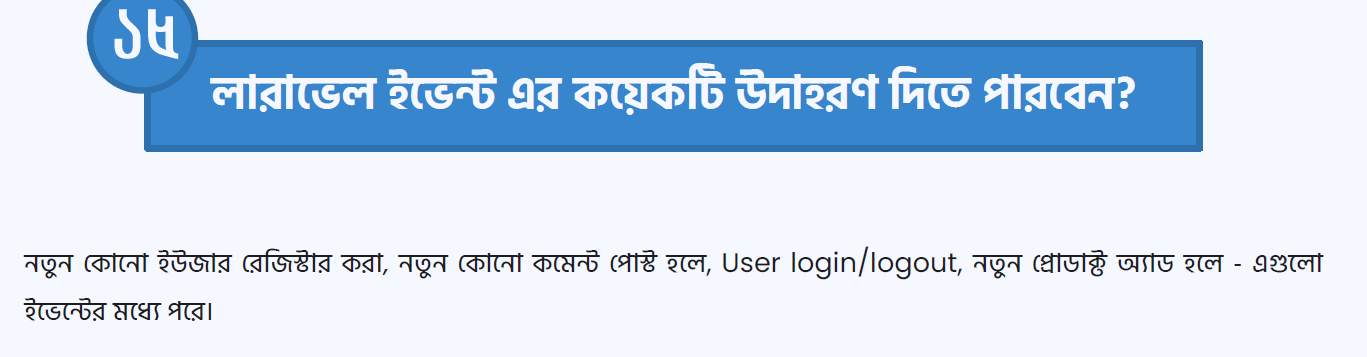 ১৫
লারাভেল ইভেন্ট এর কয়েকটি উদাহরণ দিতে পারবেন?
নতুন কোনো ইউজার রেজিস্টার করা, নতুন কোনো কমেন্ট পোস্ট হলে, User login/logout, নতুন প্রোডাক্ট অ্যাড হলে - এগুলো
ইভেন্টের মধ্যে পরে।